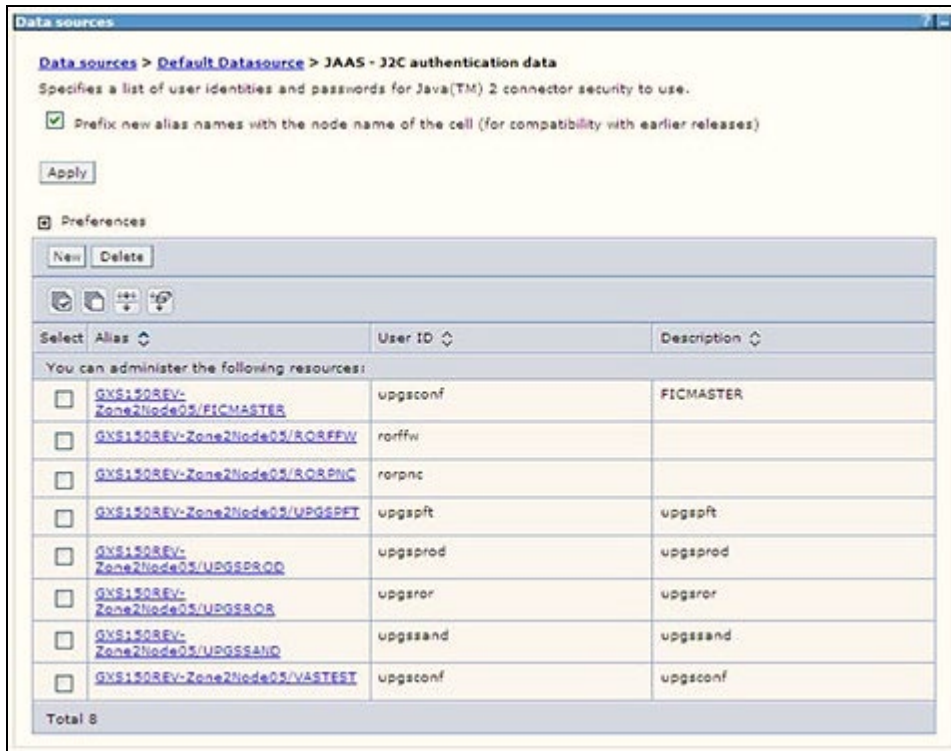 Data sources
?
Data sources > Default Datasource > JAAS - J2C authentication data
Specifies a list of user identities and passwords for Java(TM) 2 connector security to use.
Prefix new alias names with the node name of the cell (for compatibility with earlier releases)
Apply
Preferences
New Delete
Select Alias User ID Description
You can administer the following resources:
GXS150REV- upgsconf FICMASTER
Zone2Node05/FICMASTER
GXS150REV-Zone2Node05/RORFFW rorffw
GXS150REV-Zone2Node05/RORPNC rorpnc
GXS150REV-Zone2Node05/UPGSPFT upgspft upgspft
GXS150REV- upgsprod upgsprod
Zone2Node05/UPGSPROD
GXS150REV- upgsror upgsror
Zone2Node05/UPGSROR
GXS150REV- upgssand upgssand
Zone2Node05/UPGSSAND
GXS150REV-Zone2Node05/VASTEST upgsconf upgsconf
Total 8